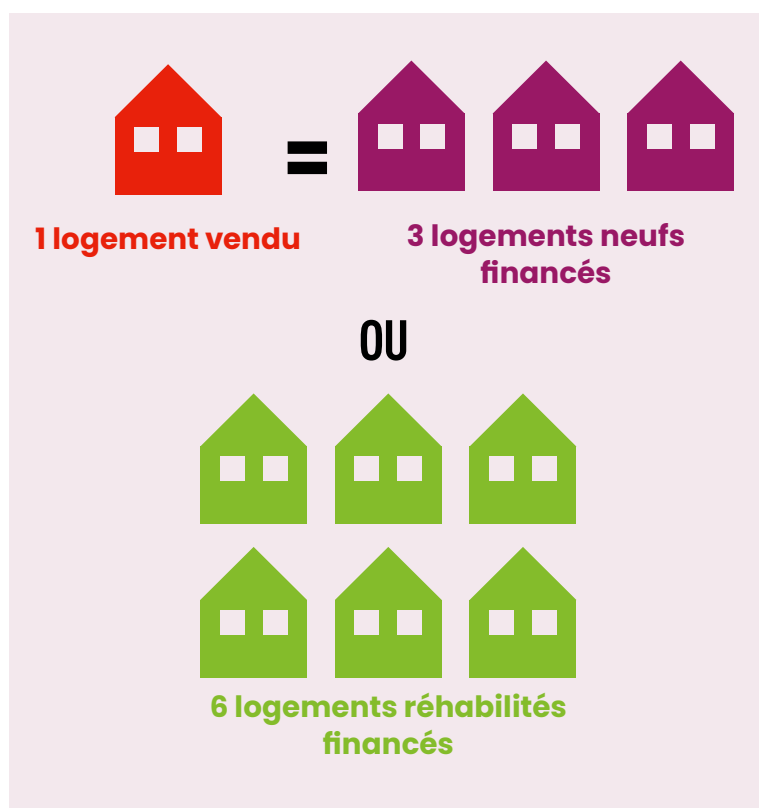 1 logement vendu
=
3 logements neufs
financés
OU
6 logements réhabilités
financés